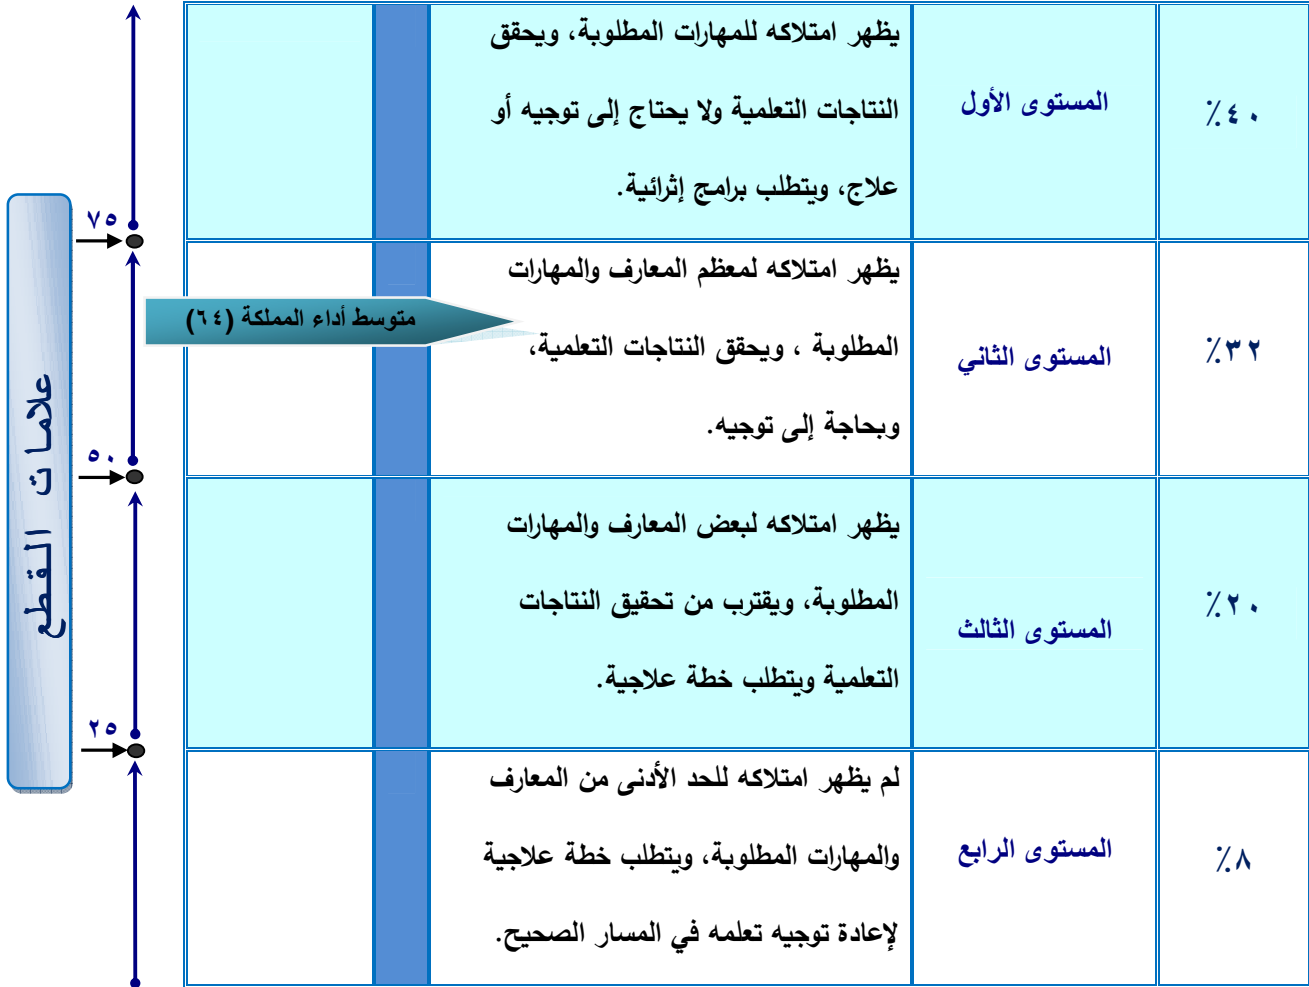 ٤٠٪
المستوى الأول
يظهر امتلاكه للمهارات المطلوبة، ويحقق
النتاجات التعلمية ولا يحتاج إلى توجيه أو
علاج، ويتطلب برامج إثرائية.
٧٥
٣٢٪
المستوى الثاني
يظهر امتلاكه لمعظم المعارف والمهارات
المطلوبة ، ويحقق النتاجات التعلمية،
وبحاجة إلى توجيه.
متوسط أداء المملكة (٦٤)
٥٠
٢٠٪
المستوى الثالث
يظهر امتلاكه لبعض المعارف والمهارات
المطلوبة، ويقترب من تحقيق النتاجات
التعلمية ويتطلب خطة علاجية.
٢٥
٨٪
المستوى الرابع
لم يظهر امتلاكه للحد الأدنى من المعارف
والمهارات المطلوبة، ويتطلب خطة علاجية
لإعادة توجيه تعلمه في المسار الصحيح.
علامات القطع